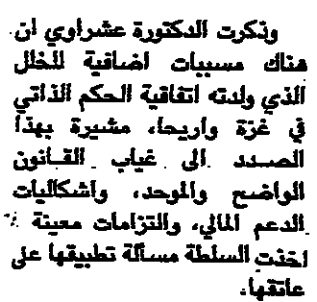 وذكرت الدكتورة عشراوي ان
هناك مسببات اضافية للخلل
الذي ولدته اتفاقية الحكم الذاتي
في غزة واريحا، مشيرة بهذا
الصدد الى غياب القانون
الواضح والموحد، واشكاليات
الدعم المالي، والتزامات معينة
اخذت السلطة مسألة تطبيقها على
عاتقها.